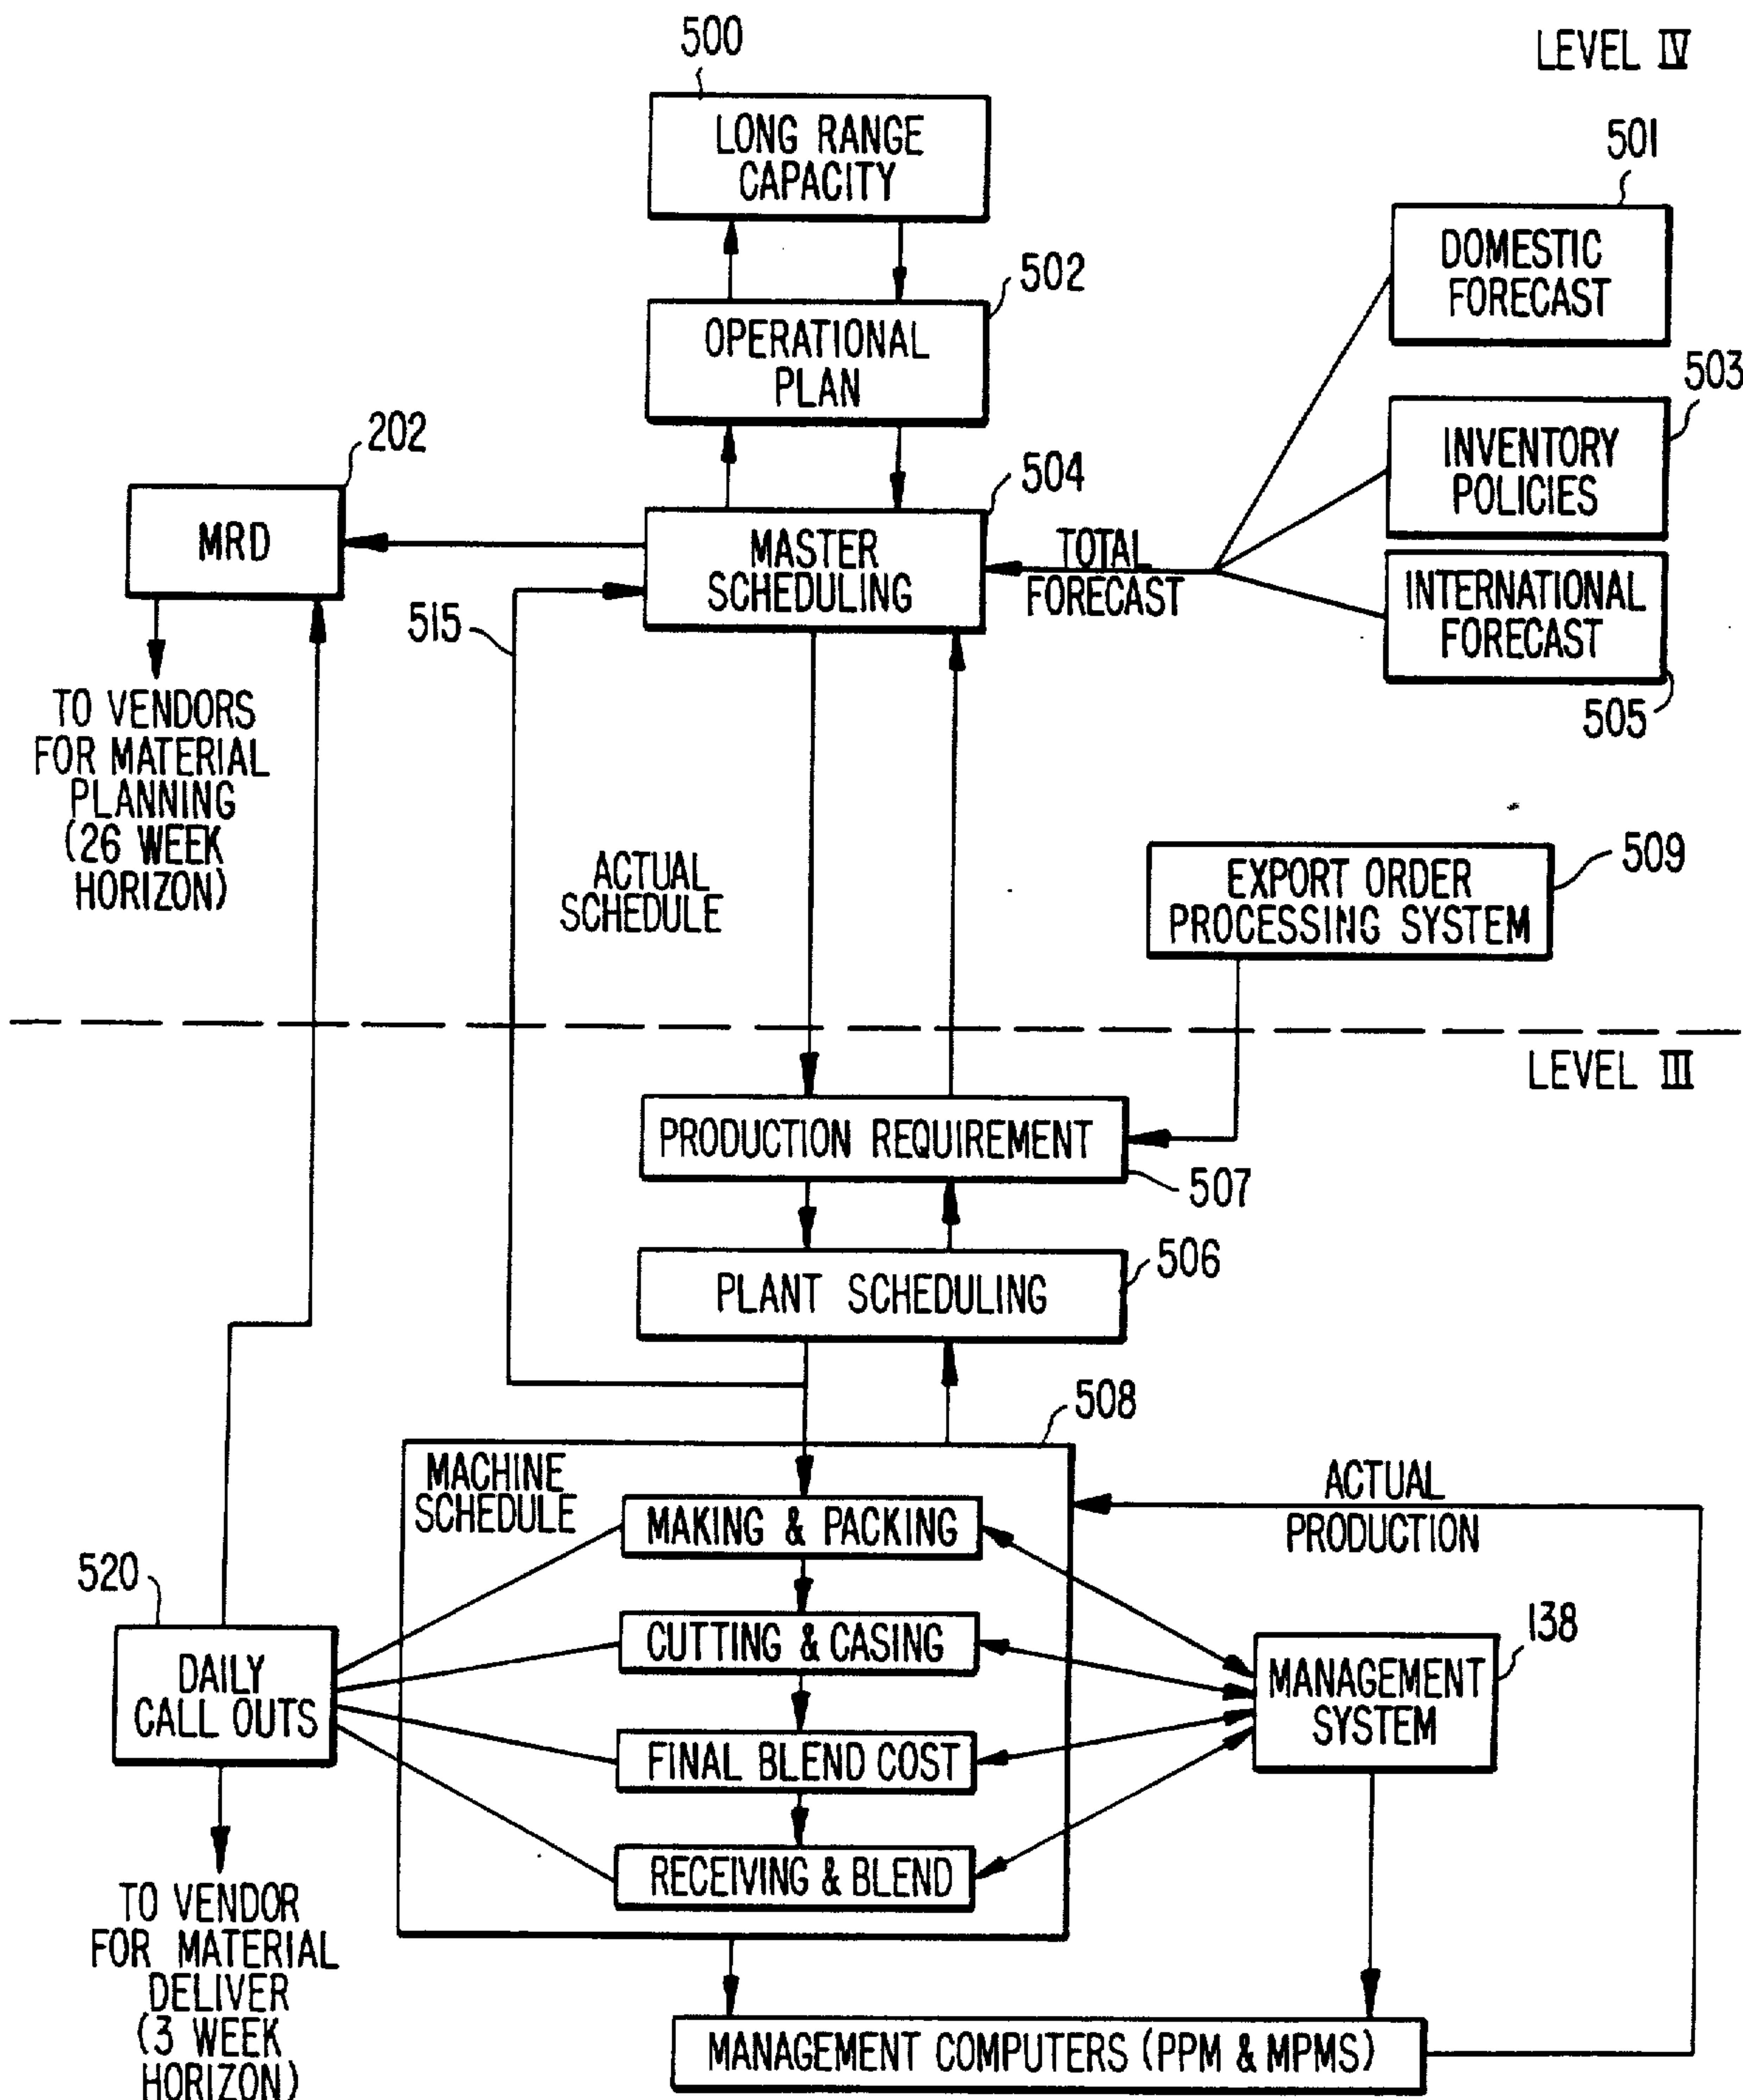 500
LEVEL IV
LONG RANGE
CAPACITY
501
DOMESTIC
FORECAST
502
OPERATIONAL
PLAN
503
INVENTORY
POLICIES
202
MRD
504
MASTER
SCHEDULING
TOTAL
FORECAST
INTERNATIONAL
FORECAST
505
515
TO VENDORS
FOR MATERIAL
PLANNING
(26 WEEK
HORIZON)
ACTUAL
SCHEDULE
EXPORT ORDER
PROCESSING SYSTEM
509
LEVEL III
PRODUCTION REQUIREMENT
507
PLANT SCHEDULING
506
508
MACHINE
SCHEDULE
MAKING & PACKING
ACTUAL
PRODUCTION
520
DAILY
CALL OUTS
CUTTING & CASING
138
MANAGEMENT
SYSTEM
FINAL BLEND COST
RECEIVING & BLEND
TO VENDOR
FOR MATERIAL
DELIVER
(3 WEEK
HORIZON)
MANAGEMENT COMPUTERS (PPM & MPMS)